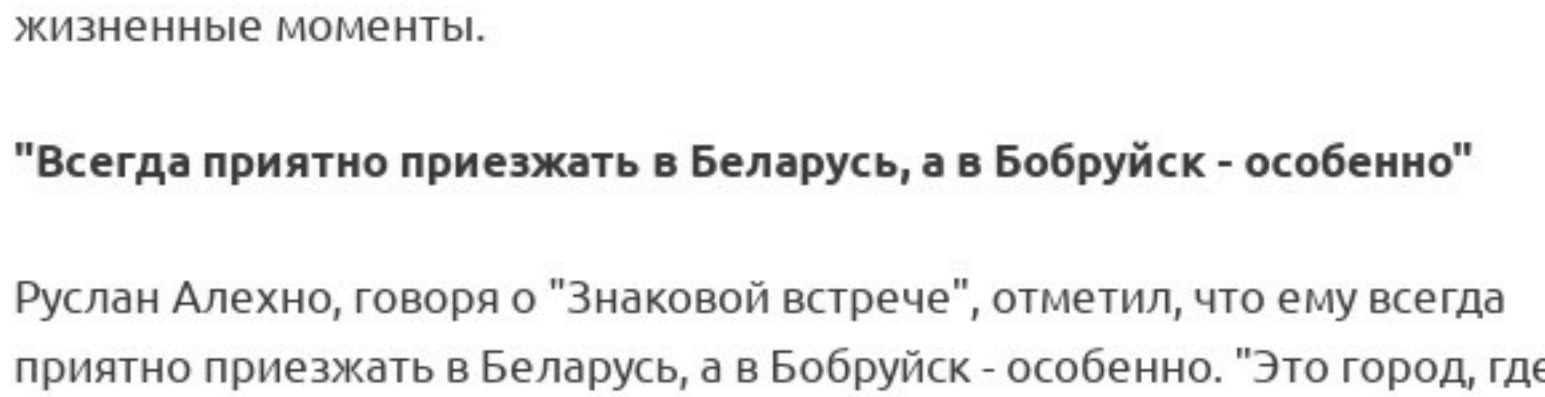 жизненные моменты.
"Всегда приятно приезжать в Беларусь, а в Бобруйск - особенно"
Руслан Алехно, говоря о "Знаковой встрече", отметил, что ему всегда
приятно приезжать в Беларусь, а в Бобруйск - особенно. "Это город, где